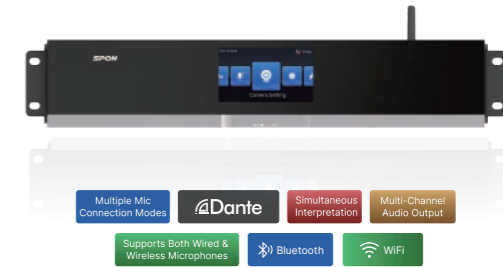 SPON
Camera Setting
Multiple Mic
Connection Modes
Dante
Simultaneous
Interpretation
Multi-Channel
Audio Output
Supports Both Wired &
Wireless Microphones
Bluetooth
WiFi